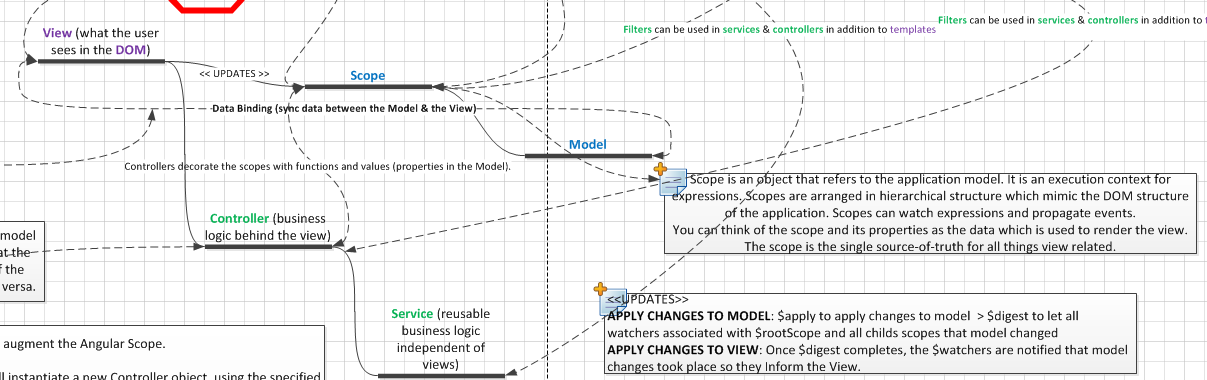 Filters can be used in services & controllers in addition to
Filters can be used in services & controllers in addition to templates
View (what the user
sees in the DOM)
<< UPDATES >>
Scope
Data Binding (sync data between the Model & the View)
Model
Controllers decorate the scopes with functions and values (properties in the Model).
Scope is an object that refers to the application model. It is an execution context for
expressions. Scopes are arranged in hierarchical structure which mimic the DOM structure
of the application. Scopes can watch expressions and propagate events.
You can think of the scope and its properties as the data which is used to render the view.
The scope is the single source-of-truth for all things view related.
Controller (business
logic behind the view)
model
at the
f the
versa.
<<UPDATES>>
APPLY CHANGES TO MODEL: $apply to apply changes to model > $digest to let all
watchers associated with $rootScope and all childs scopes that model changed
APPLY CHANGES TO VIEW: Once $digest completes, the $watchers are notified that model
changes took place so they Inform the View.
Service (reusable
business logic
independent of
views)
augment the Angular Scope.
ll instantiate a new Controller object, using the specified